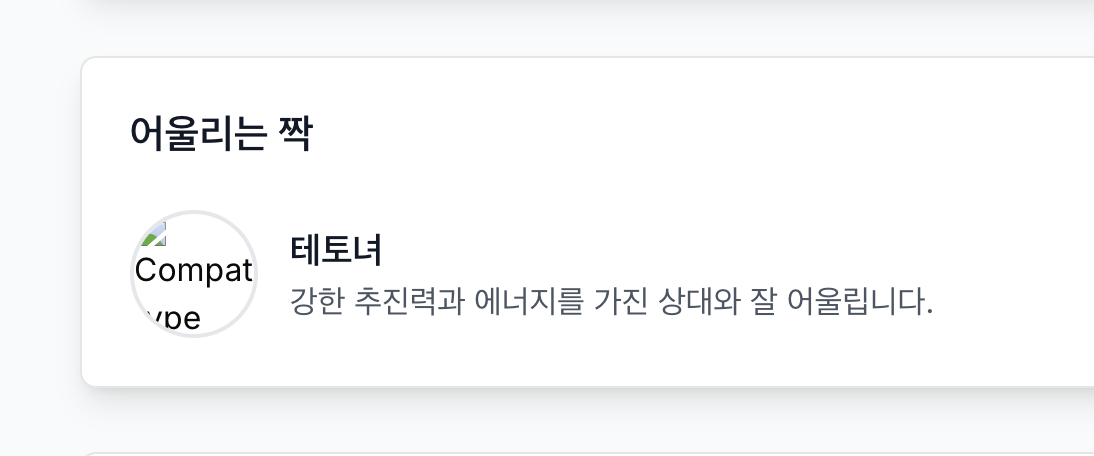 어울리는 짝
Compat
테토녀
강한 추진력과 에너지를 가진 상대와 잘 어울립니다.
ype